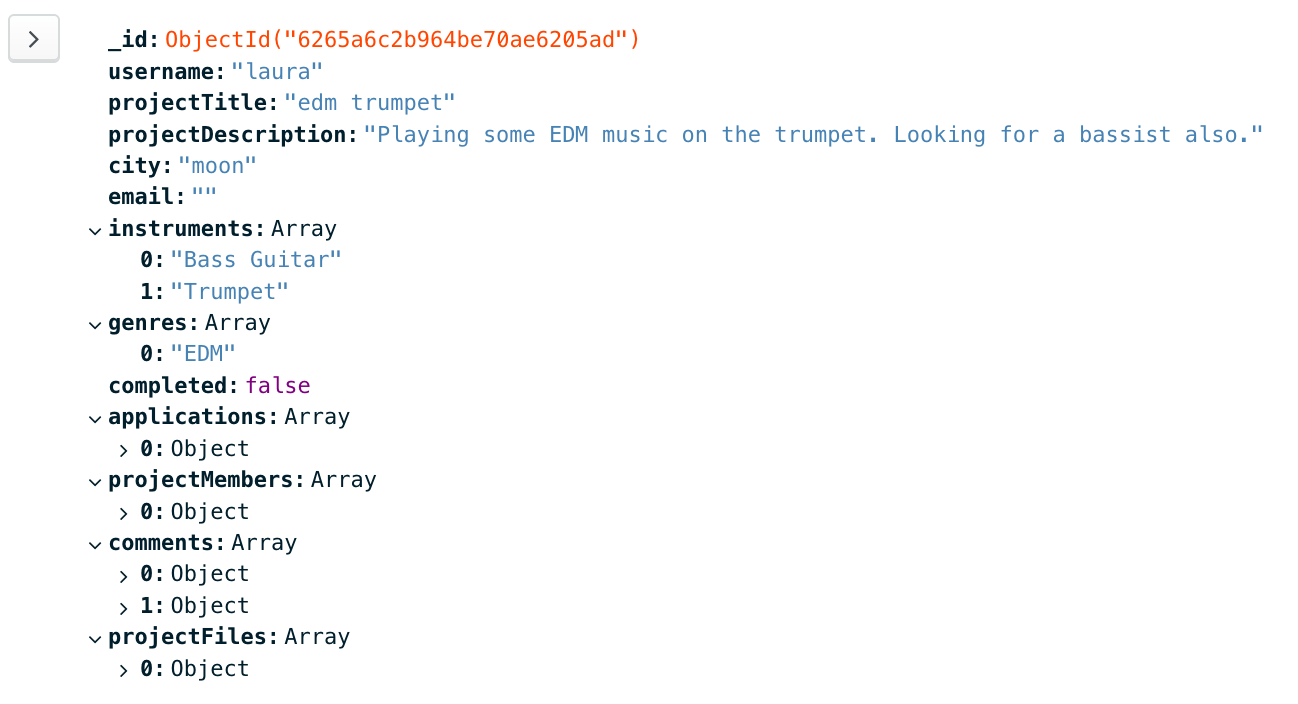 _id: ObjectId("6265a6c2b964be70ae6205ad")
username: "laura"
projectTitle: "edm trumpet"
projectDescription: "Playing some EDM music on the trumpet. Looking for a bassist also."
city: "moon"
email: ""
instruments: Array
0: "Bass Guitar"
1: "Trumpet"
genres: Array
0: "EDM"
completed: false
applications: Array
0: Object
projectMembers: Array
0: Object
comments: Array
0: Object
1: Object
projectFiles: Array
0: Object